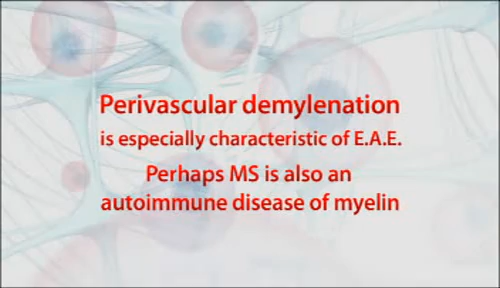 Perivascular demylenation
is especially characteristic of E.A.E.
Perhaps MS is also an
autoimmune disease of myelin